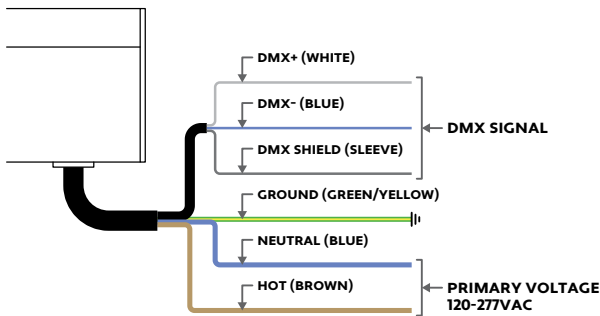 DMX+ (WHITE)
DMX- (BLUE)
DMX SIGNAL
DMX SHIELD (SLEEVE)
GROUND (GREEN/YELLOW)
NEUTRAL (BLUE)
HOT (BROWN)
PRIMARY VOLTAGE
120-277VAC